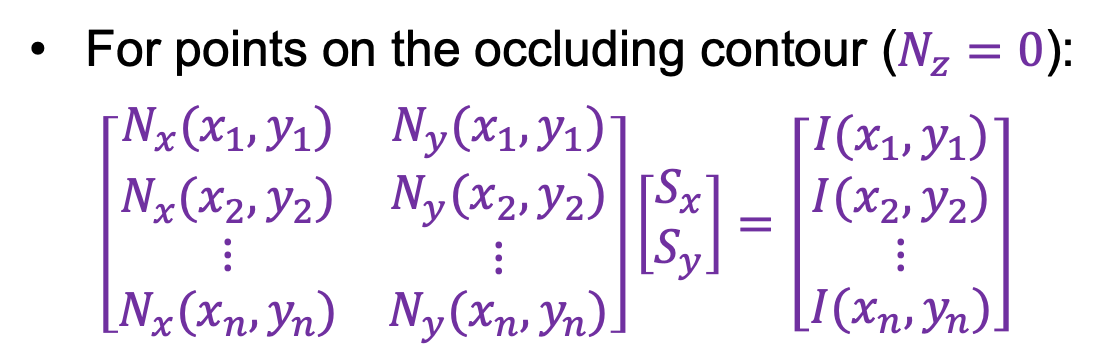 • For points on the occluding contour (N_z = 0):
[N_x(x_1, y_1) N_y(x_1, y_1)
N_x(x_2, y_2) N_y(x_2, y_2)
⋮ ⋮
N_x(x_n, y_n) N_y(x_n, y_n)] [S_x
S_y] = [I(x_1, y_1)
I(x_2, y_2)
⋮
I(x_n, y_n)]